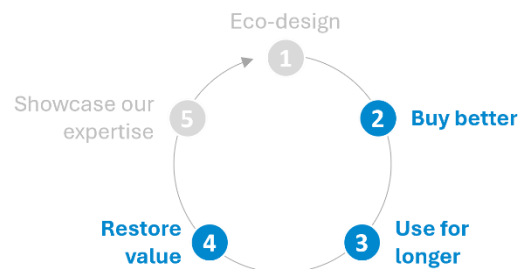 Eco-design
1
2
Buy better
3
Use for
longer
4
Restore
value
5
Showcase our
expertise